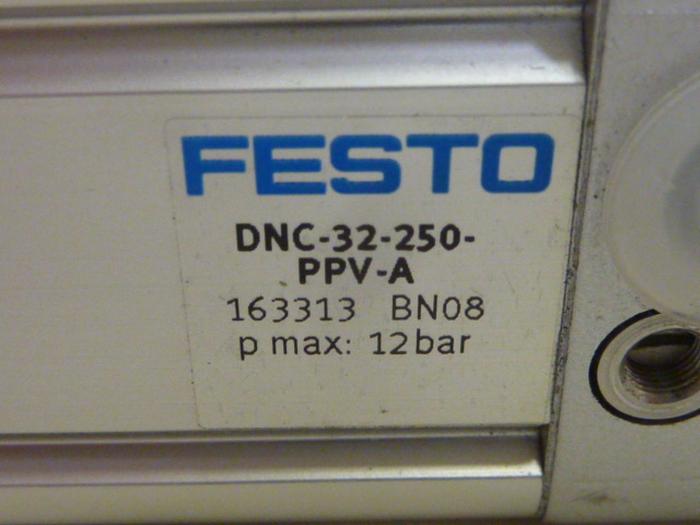 FESTO
DNC-32-250-
PPV-A
163313 BN08
p max: 12bar